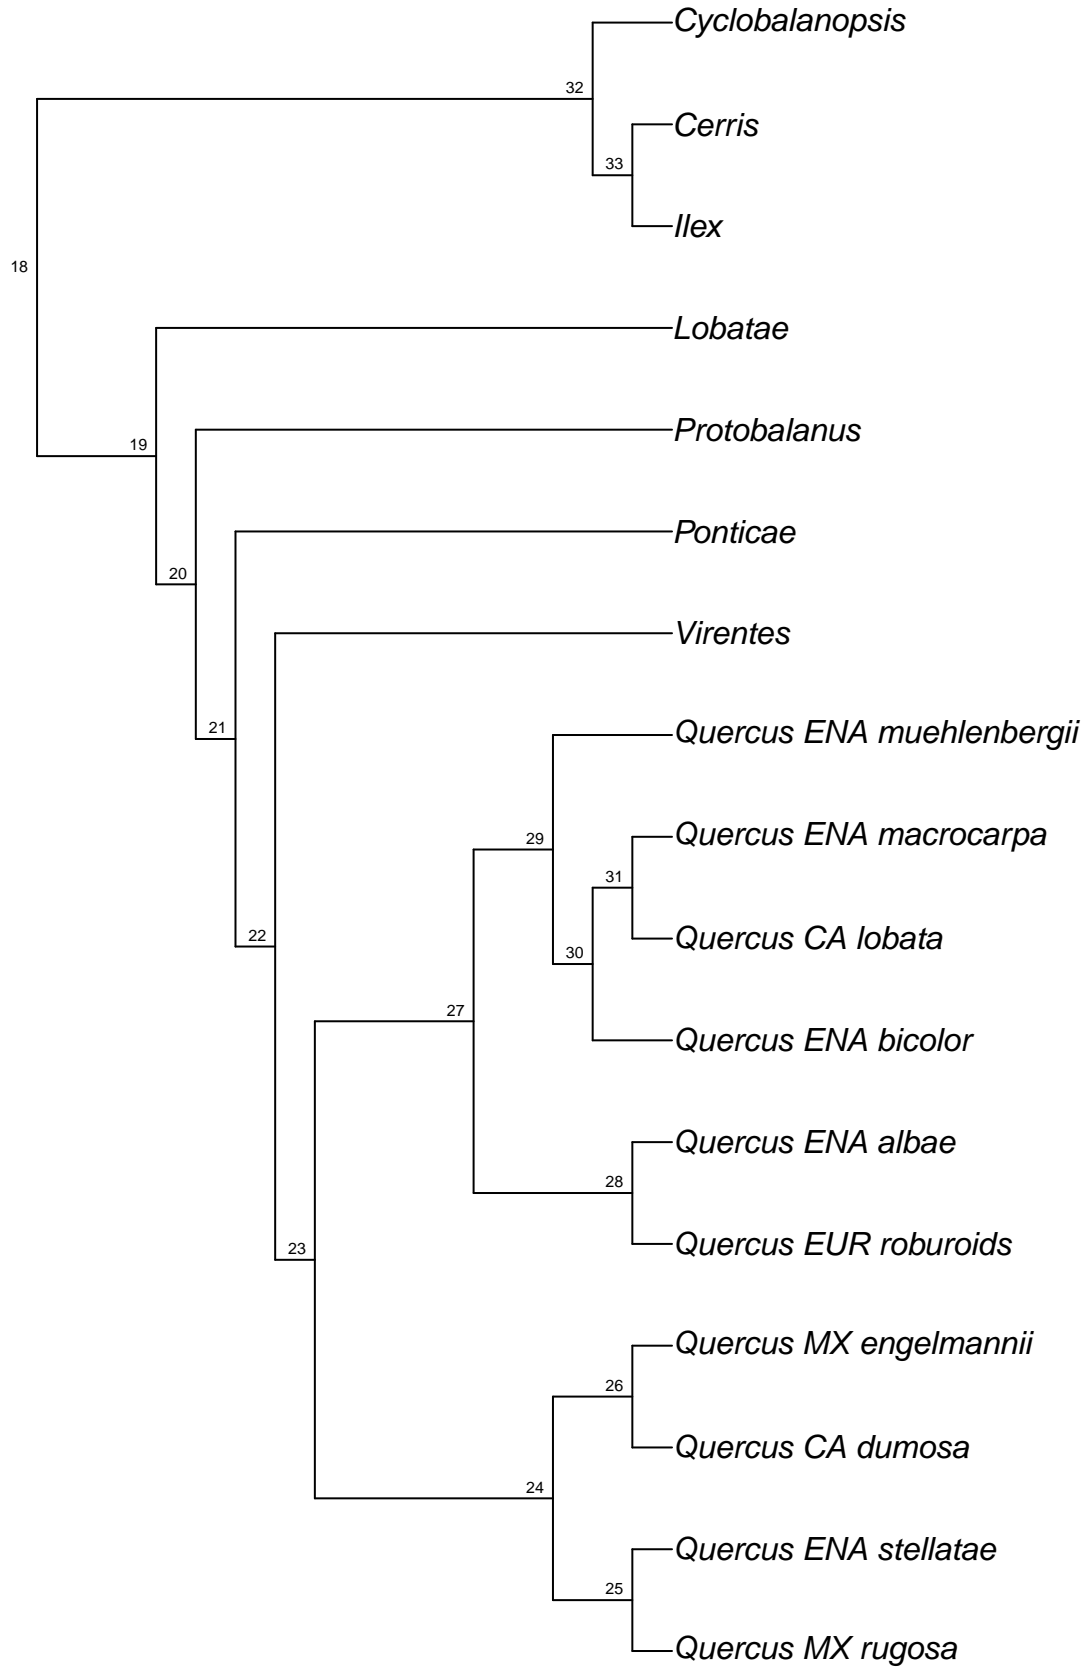 Cyclobalanopsis
32
Cerris
33
Ilex
18
Lobatae
Protobalanus
19
Ponticae
20
Virentes
21
Quercus ENA muehlenbergii
29
Quercus ENA macrocarpa
31
22
Quercus CA lobata
30
27
Quercus ENA bicolor
Quercus ENA albae
28
Quercus EUR roburoids
23
Quercus MX engelmannii
26
Quercus CA dumosa
24
Quercus ENA stellatae
25
Quercus MX rugosa